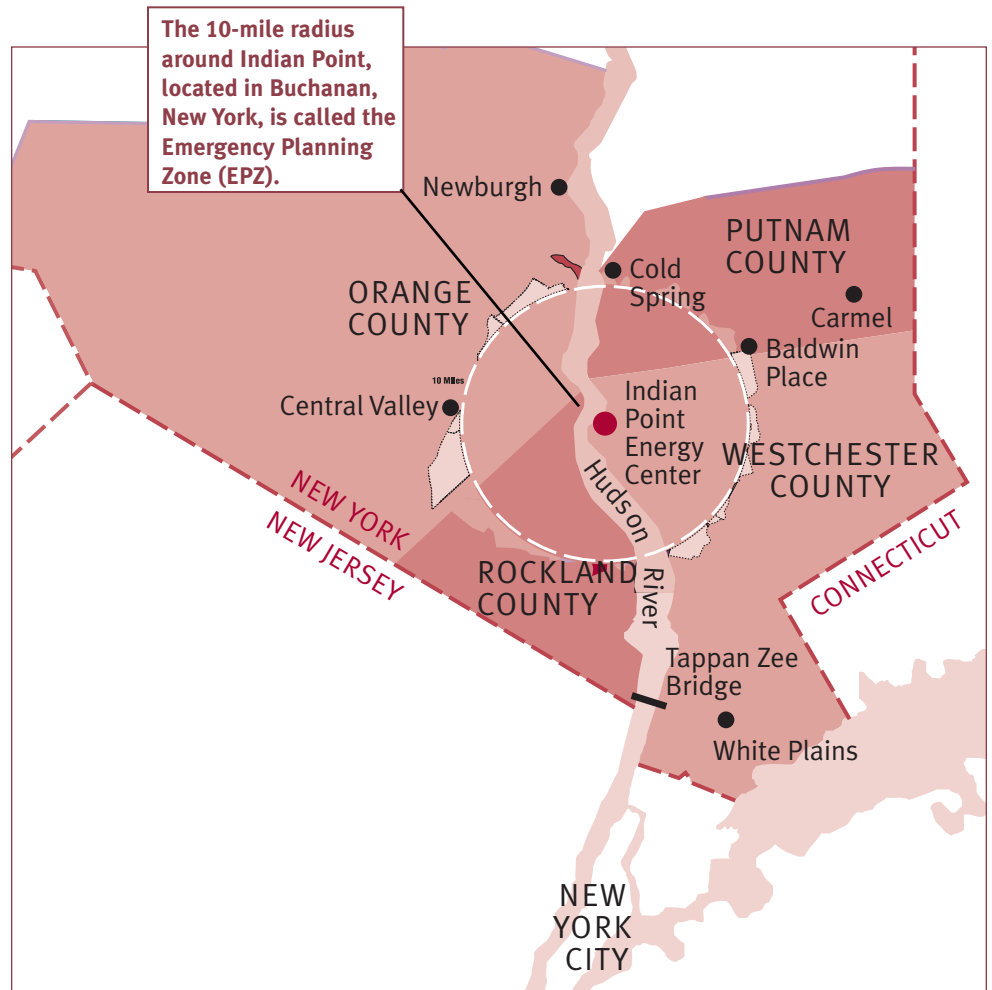 The 10-mile radius
around Indian Point,
located in Buchanan,
New York, is called the
Emergency Planning
Zone (EPZ).
Newburgh
PUTNAM
COUNTY
Cold
Spring
ORANGE
COUNTY
Carmel
Baldwin
Place
10 Miles
Central Valley
Indian
Point
Energy
Center
WESTCHESTER
COUNTY
Hudson
River
NEW YORK
NEW JERSEY
CONNECTICUT
ROCKLAND
COUNTY
Tappan Zee
Bridge
White Plains
NEW
YORK
CITY